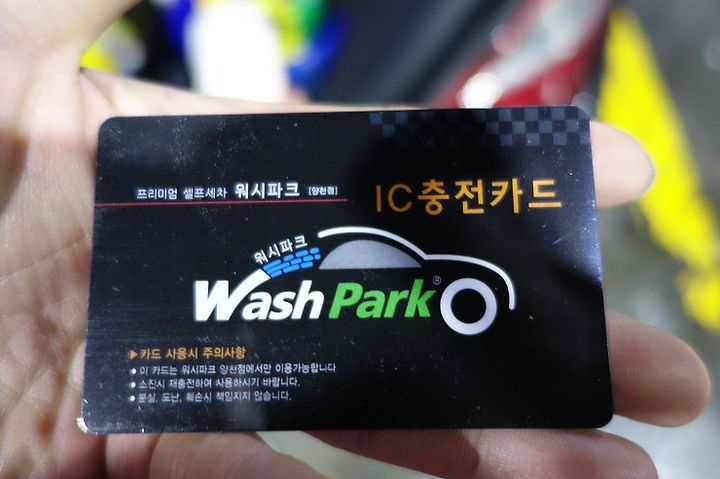 프리미엄 셀프세차 워시파크 [양천점]
IC충전카드
워시파크
Wash Park®
▶카드 사용시 주의사항
● 이 카드는 워시파크 양천점에서만 이용가능합니다
● 소진시 재충전하여 사용하시기 바랍니다.
● 분실, 도난, 훼손시 책임지지 않습니다.